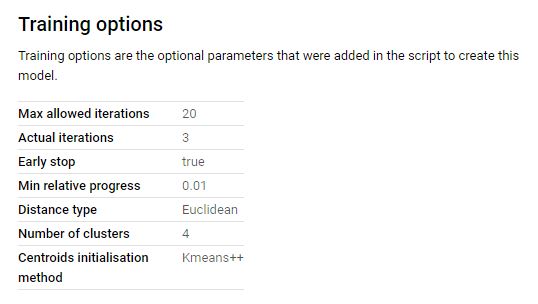 Training options
Training options are the optional parameters that were added in the script to create this
model.
Max allowed iterations 20
Actual iterations 3
Early stop true
Min relative progress 0.01
Distance type Euclidean
Number of clusters 4
Centroids initialisation Kmeans++
method